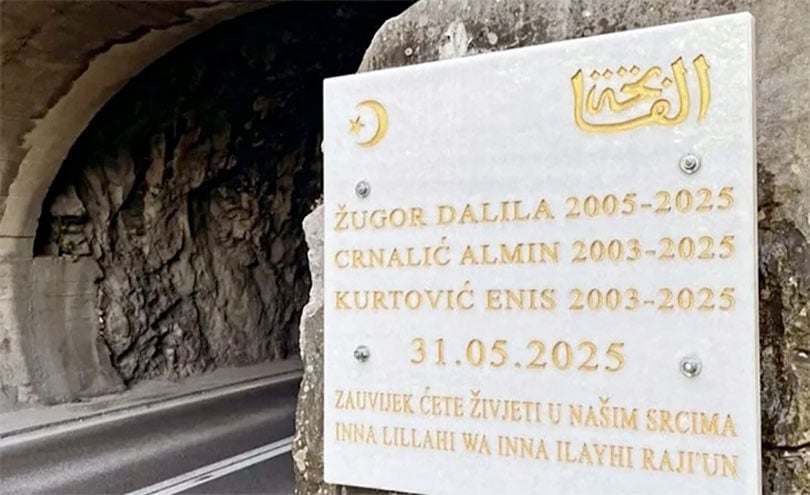 الفاتحة
ŽUGOR DALILA 2005-2025
CRNALIĆ ALMIN 2003-2025
KURTOVIĆ ENIS 2003-2025
31.05.2025
ZAUVIJEK ĆETE ŽIVJETI U NAŠIM SRCIMA
INNA LILLAHI WA INNA ILAYHI RAJI'UN